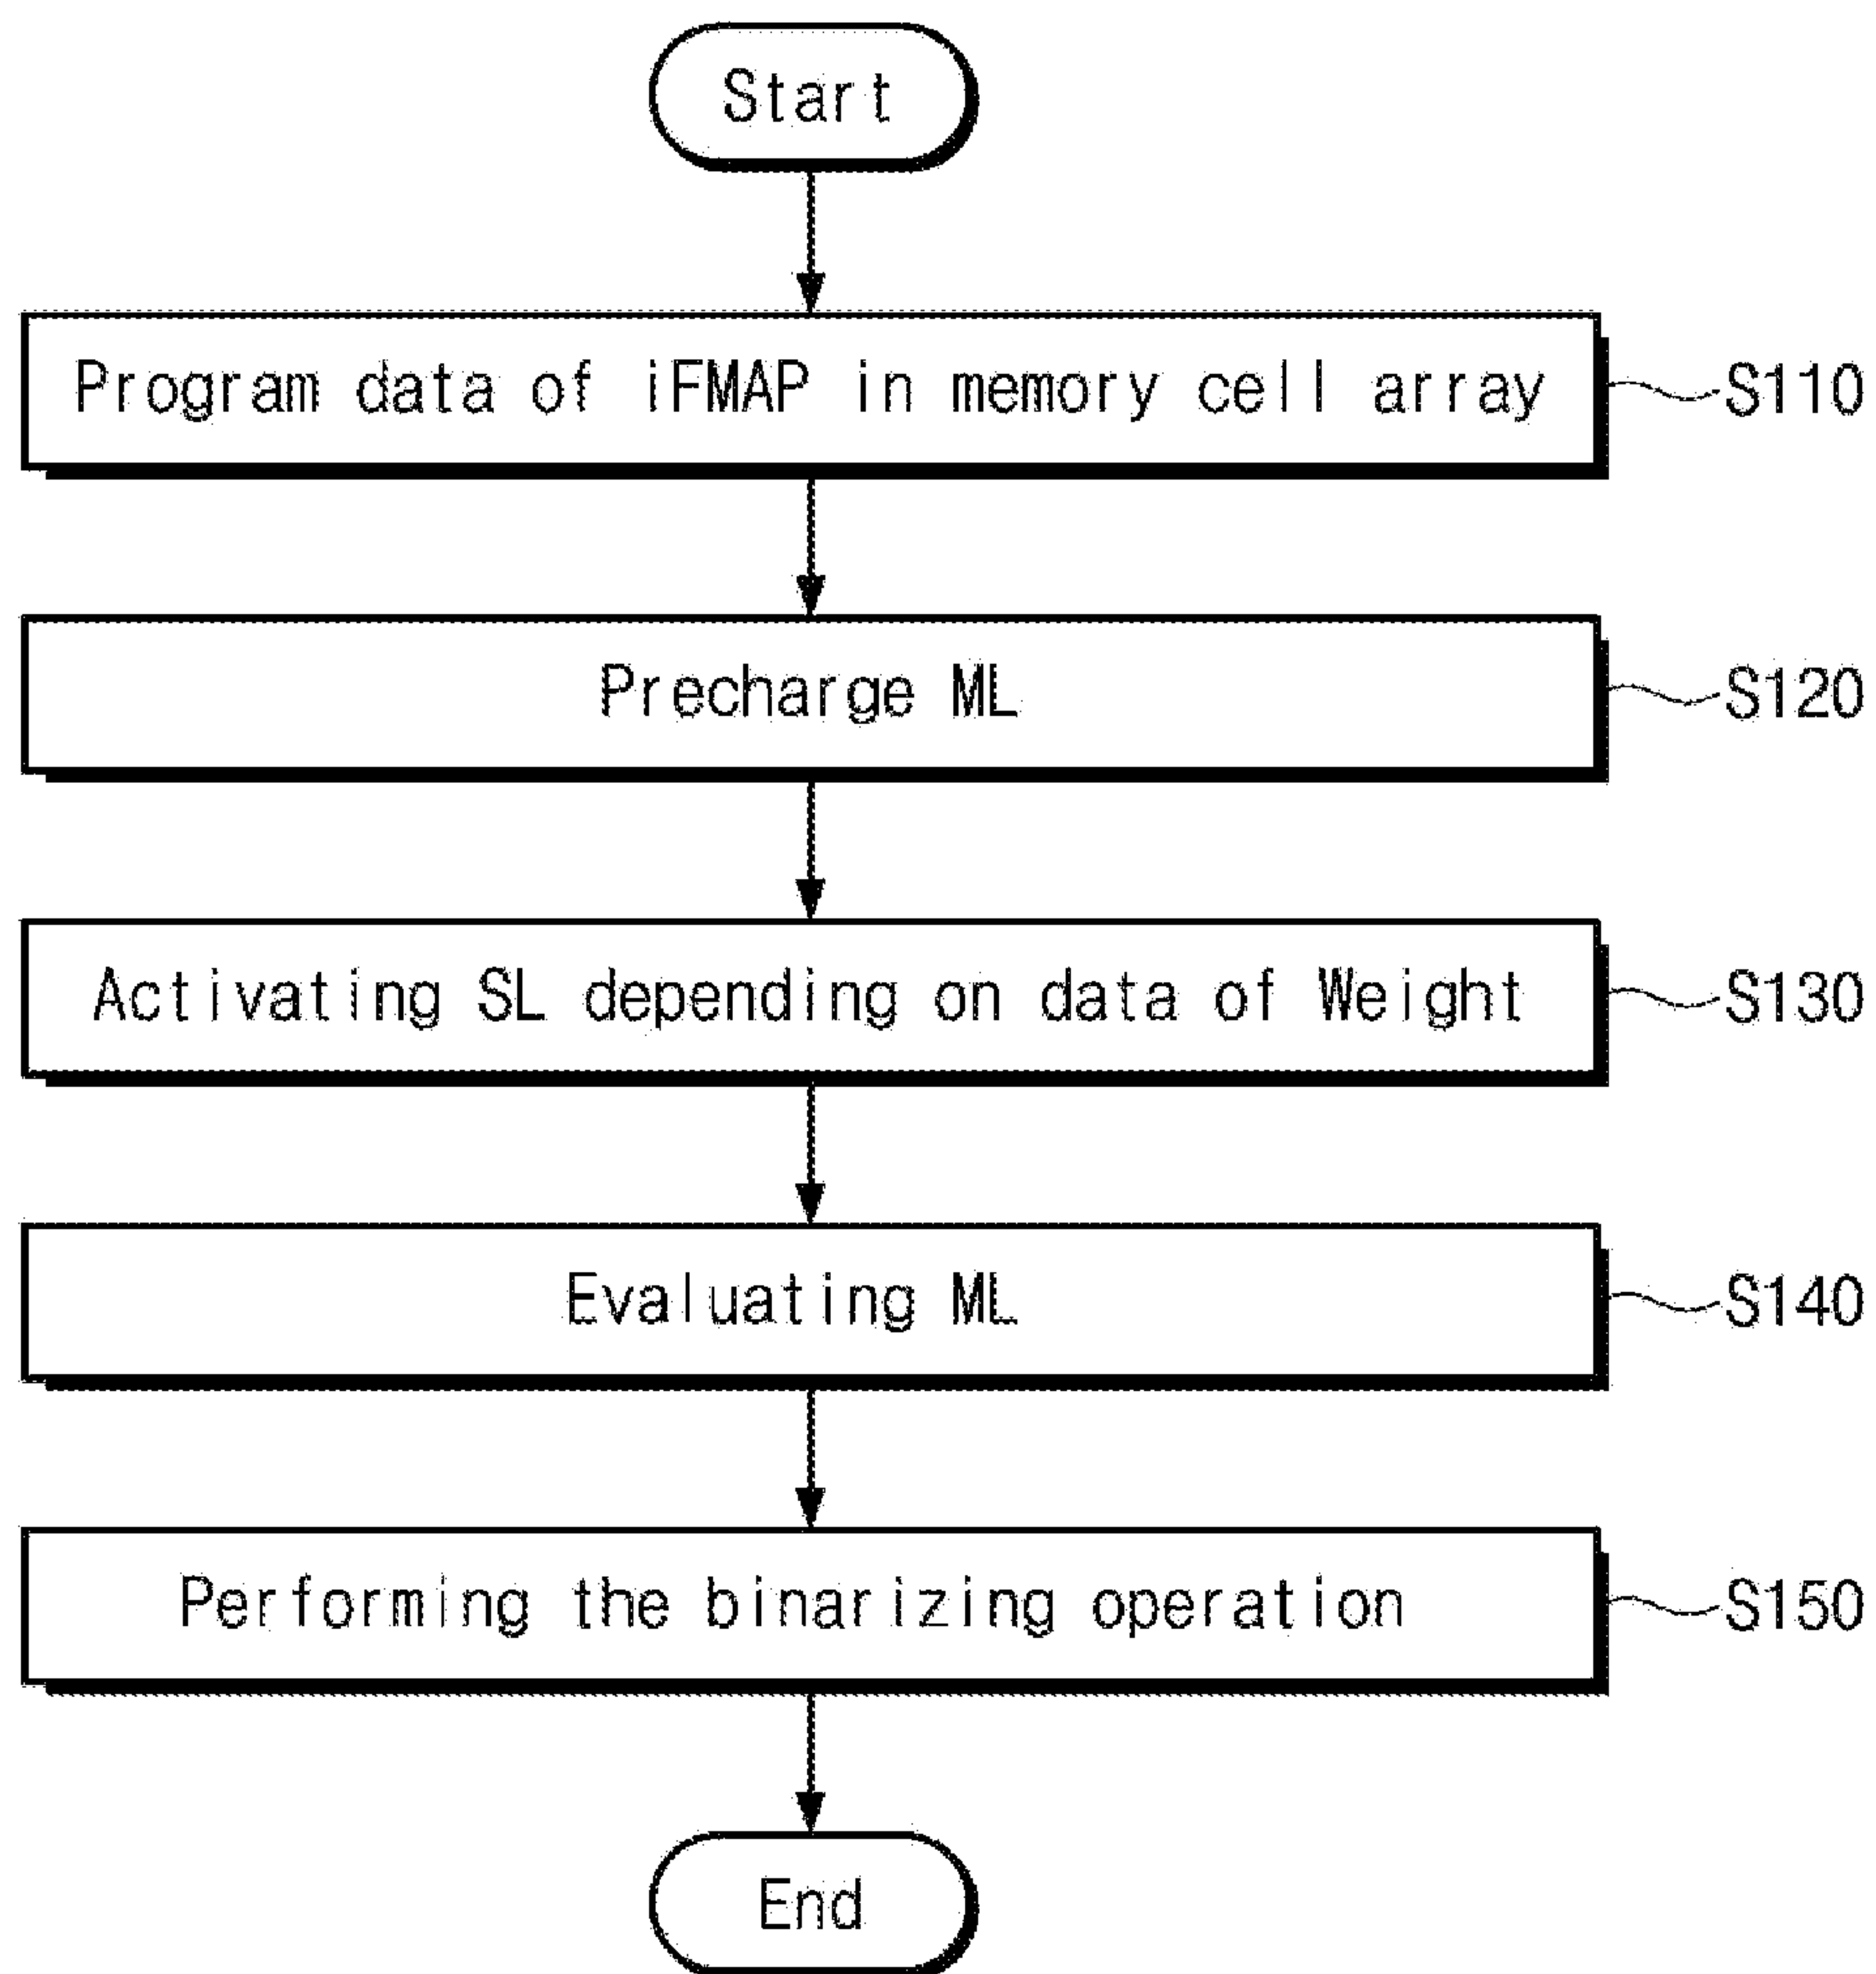 Start
Program data of iFMAP in memory cell array
S110
Precharge ML
S120
Activating SL depending on data of Weight
S130
Evaluating ML
S140
Performing the binarizing operation
S150
End